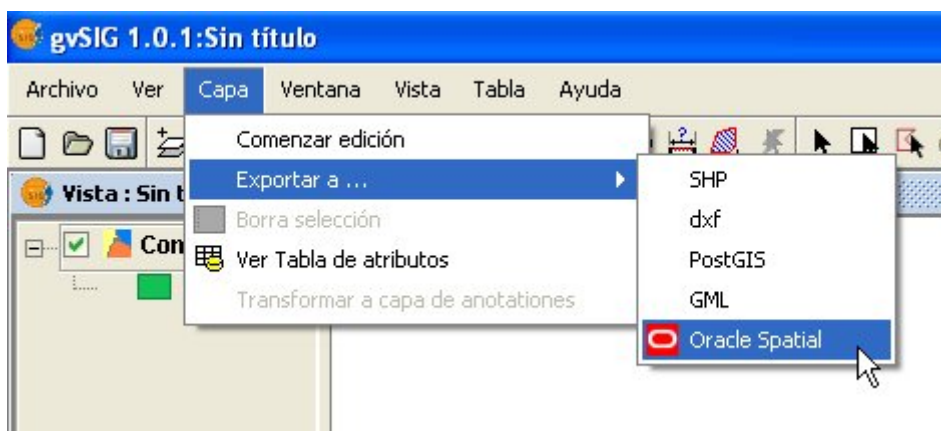 gvSIG 1.0.1:Sin título
Archivo Ver Capa Ventana Vista Tabla Ayuda
Comenzar edición
Exportar a ...
Borra selección
Ver Tabla de atributos
Transformar a capa de anotationes
SHP
dxf
PostGIS
GML
Oracle Spatial
Vista : Sin t
Con